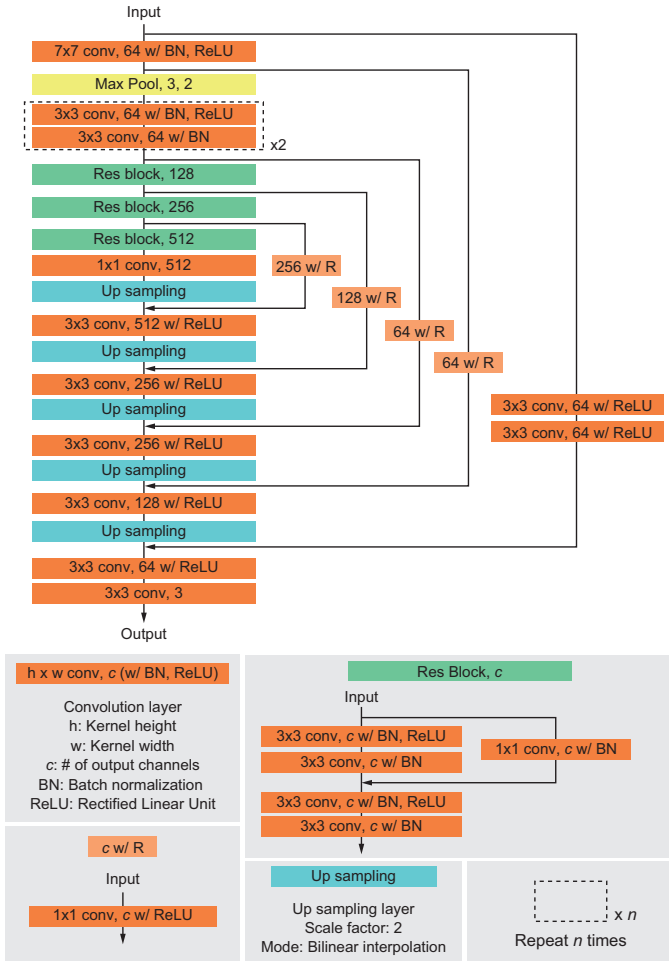 Input
7x7 conv, 64 w/ BN, ReLU
Max Pool, 3, 2
3x3 conv, 64 w/ BN, ReLU
3x3 conv, 64 w/ BN
x2
Res block, 128
Res block, 256
Res block, 512
1x1 conv, 512
256 w/ R
Up sampling
128 w/ R
3x3 conv, 512 w/ ReLU
64 w/ R
Up sampling
64 w/ R
3x3 conv, 256 w/ ReLU
Up sampling
3x3 conv, 64 w/ ReLU
3x3 conv, 64 w/ ReLU
3x3 conv, 256 w/ ReLU
Up sampling
3x3 conv, 128 w/ ReLU
Up sampling
3x3 conv, 64 w/ ReLU
3x3 conv, 3
Output
h x w conv, c (w/ BN, ReLU)
Convolution layer
h: Kernel height
w: Kernel width
c: # of output channels
BN: Batch normalization
ReLU: Rectified Linear Unit
Res Block, c
Input
3x3 conv, c w/ BN, ReLU
3x3 conv, c w/ BN
1x1 conv, c w/ BN
3x3 conv, c w/ BN, ReLU
3x3 conv, c w/ BN
c w/ R
Input
1x1 conv, c w/ ReLU
Up sampling
Up sampling layer
Scale factor: 2
Mode: Bilinear interpolation
x n
Repeat n times